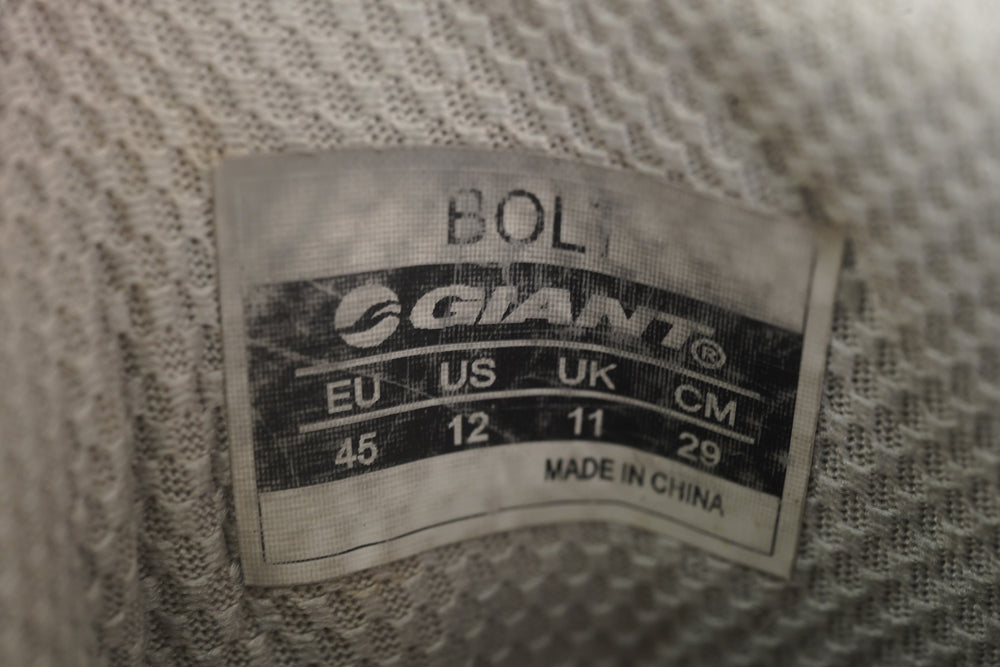 BOLT
GIANT®
EU US UK CM
45 12 11 29
MADE IN CHINA